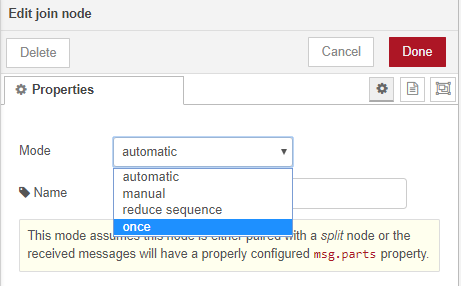 Edit join node
Delete
Cancel
Done
Properties
Mode
automatic
automatic
manual
reduce sequence
once
Name
This mode assumes this node is either paired with a split node or the
received messages will have a properly configured msg.parts property.